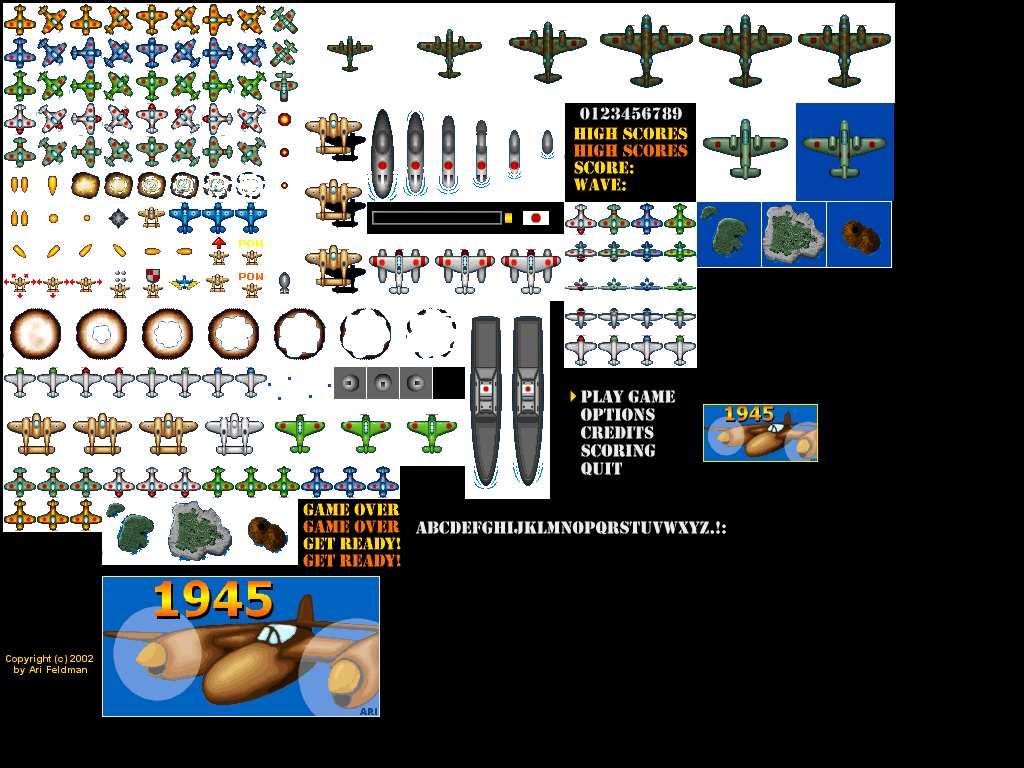 0123456789
HIGH SCORES
HIGH SCORES
SCORE:
WAVE:
POW
POW
PLAY GAME
OPTIONS
CREDITS
SCORING
QUIT
1945
GAME OVER
GAME OVER
GET READY!
GET READY!
ABCDEFGHIJKLMNOPQRSTUVWXYZ.!:
1945
Copyright (c) 2002
by Ari Feldman
ARI